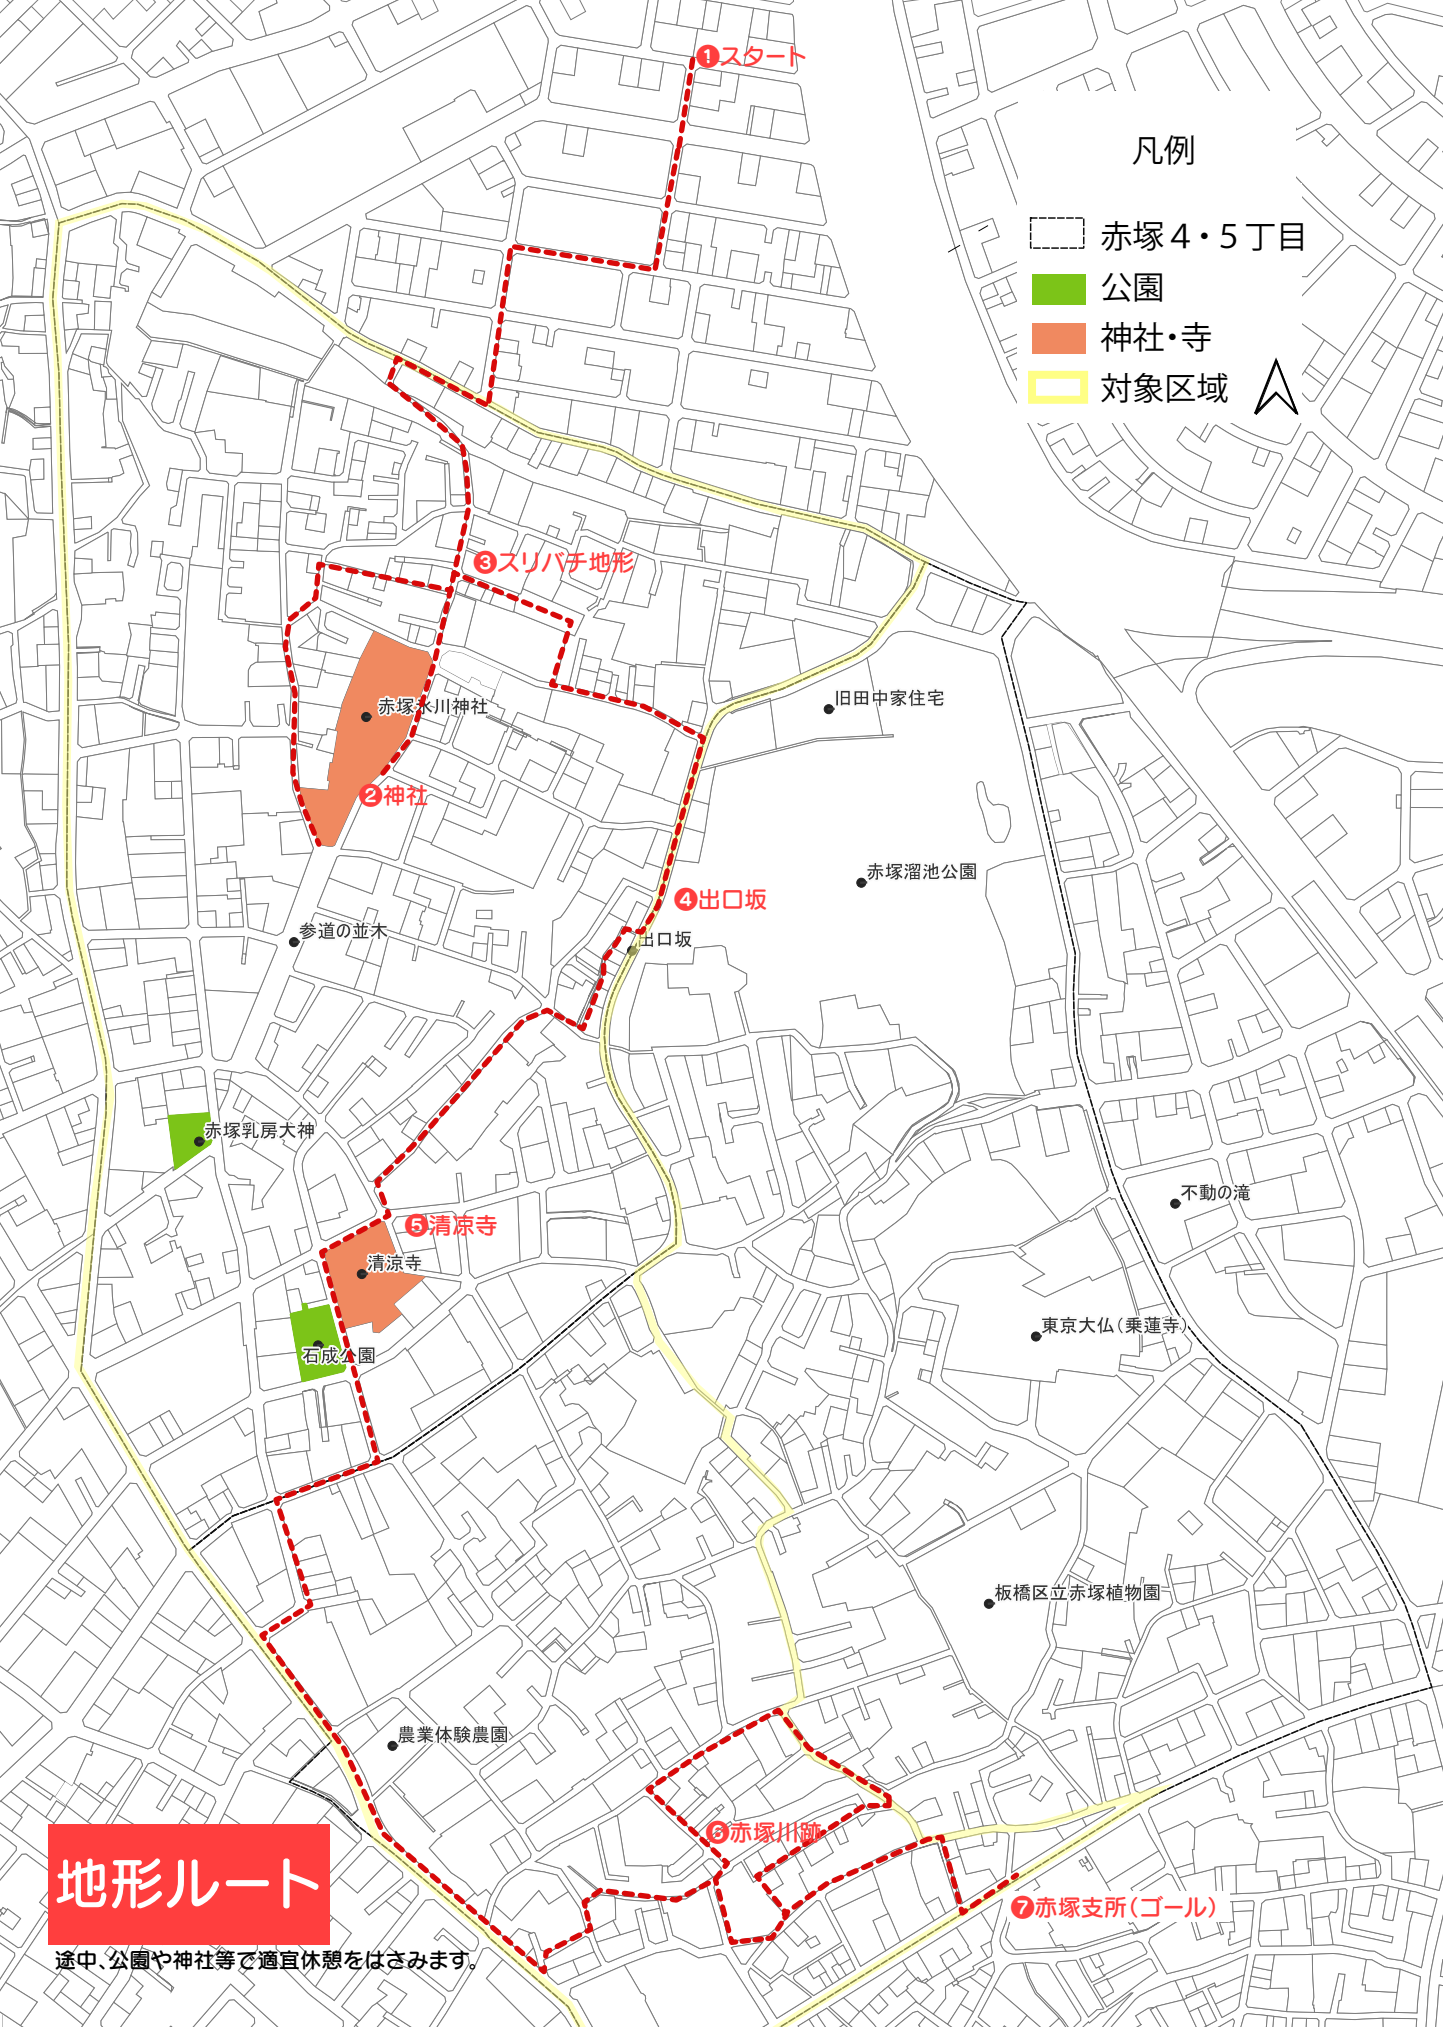 ❶スタート
凡例
赤塚4・5丁目
公園
神社・寺
対象区域
❸スリバチ地形
赤塚氷川神社
旧田中家住宅
❷神社
赤塚溜池公園
❹出口坂
参道の並木
出口坂
赤塚乳房大神
不動の滝
❺清涼寺
清涼寺
東京大仏（乗蓮寺）
石成公園
板橋区立赤塚植物園
農業体験農園
❻赤塚川跡
地形ルート
❼赤塚支所（ゴール）
途中、公園や神社等で適宜休憩をはさみます。